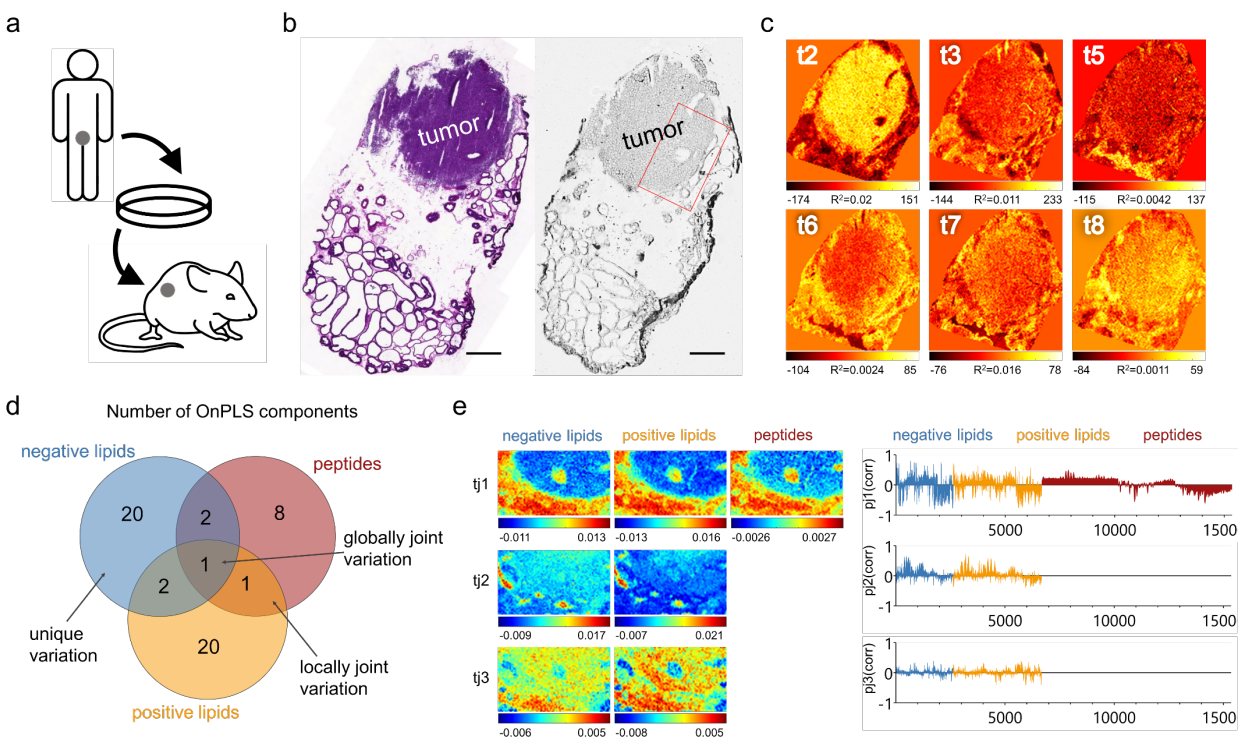 a
b
tumor
tumor
c
t2
t3
t5
-174 R²=0.02 151
-144 R²=0.011 233
-115 R²=0.0042 137
t6
t7
t8
-104 R²=0.0024 85
-76 R²=0.016 78
-84 R²=0.0011 59
d
Number of OnPLS components
negative lipids
peptides
20
2
8
1
2
1
20
globally joint
variation
unique
variation
locally joint
variation
positive lipids
e
negative lipids
positive lipids
peptides
tj1
-0.011 0.013
-0.013 0.016
-0.0026 0.0027
tj2
-0.009 0.017
-0.007 0.021
tj3
-0.006 0.005
-0.008 0.005
negative lipids
positive lipids
peptides
pj1(corr)
1
0
-1
5000 10000 1500
pj2(corr)
1
0
-1
5000 10000 1500
pj3(corr)
1
0
-1
5000 10000 1500